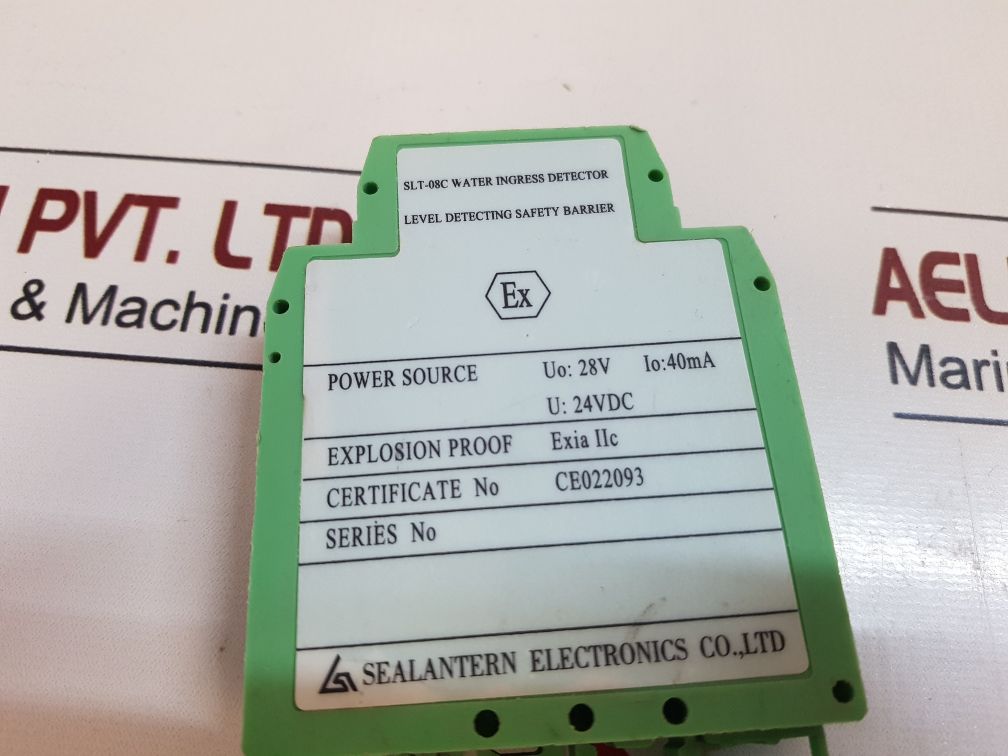 SLT-08C WATER INGRESS DETECTOR
LEVEL DETECTING SAFETY BARRIER
Ex
POWER SOURCE Uo: 28V Io:40mA
U: 24VDC
EXPLOSION PROOF Exia IIc
CERTIFICATE No CE022093
SERIES No
SEALANTERN ELECTRONICS CO.,LTD
PVT. LTD
& Machin
AEL
Mari